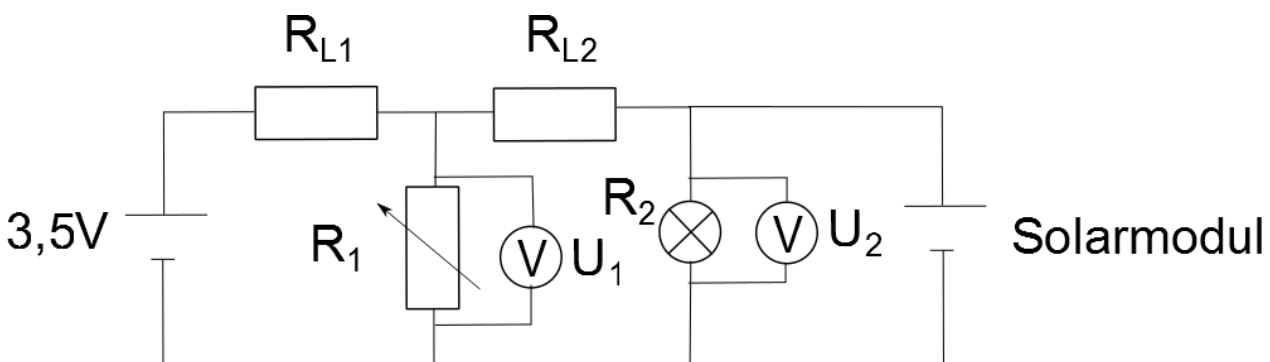 R_L1
R_L2
3,5V
R_1
V
U_1
R_2
V
U_2
Solarmodul